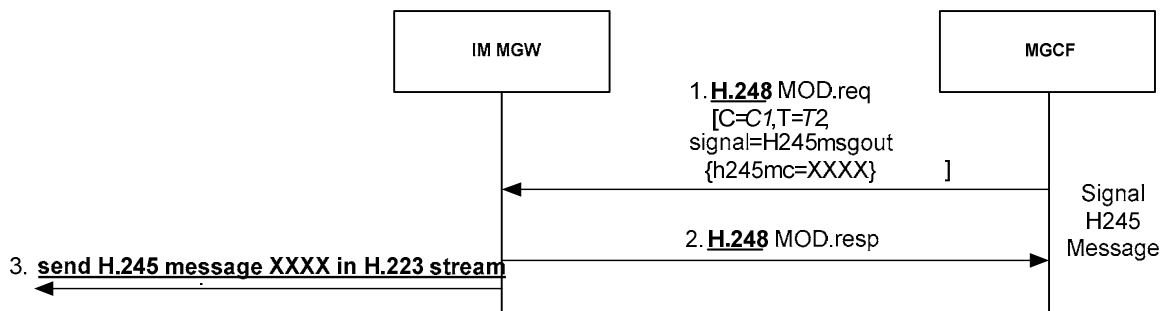 IM MGW
MGCF
1. H.248 MOD.req
[C=C1,T=T2,
signal=H245msgout
{h245mc=XXXX} ]
Signal
H245
Message
2. H.248 MOD.resp
3. send H.245 message XXXX in H.223 stream